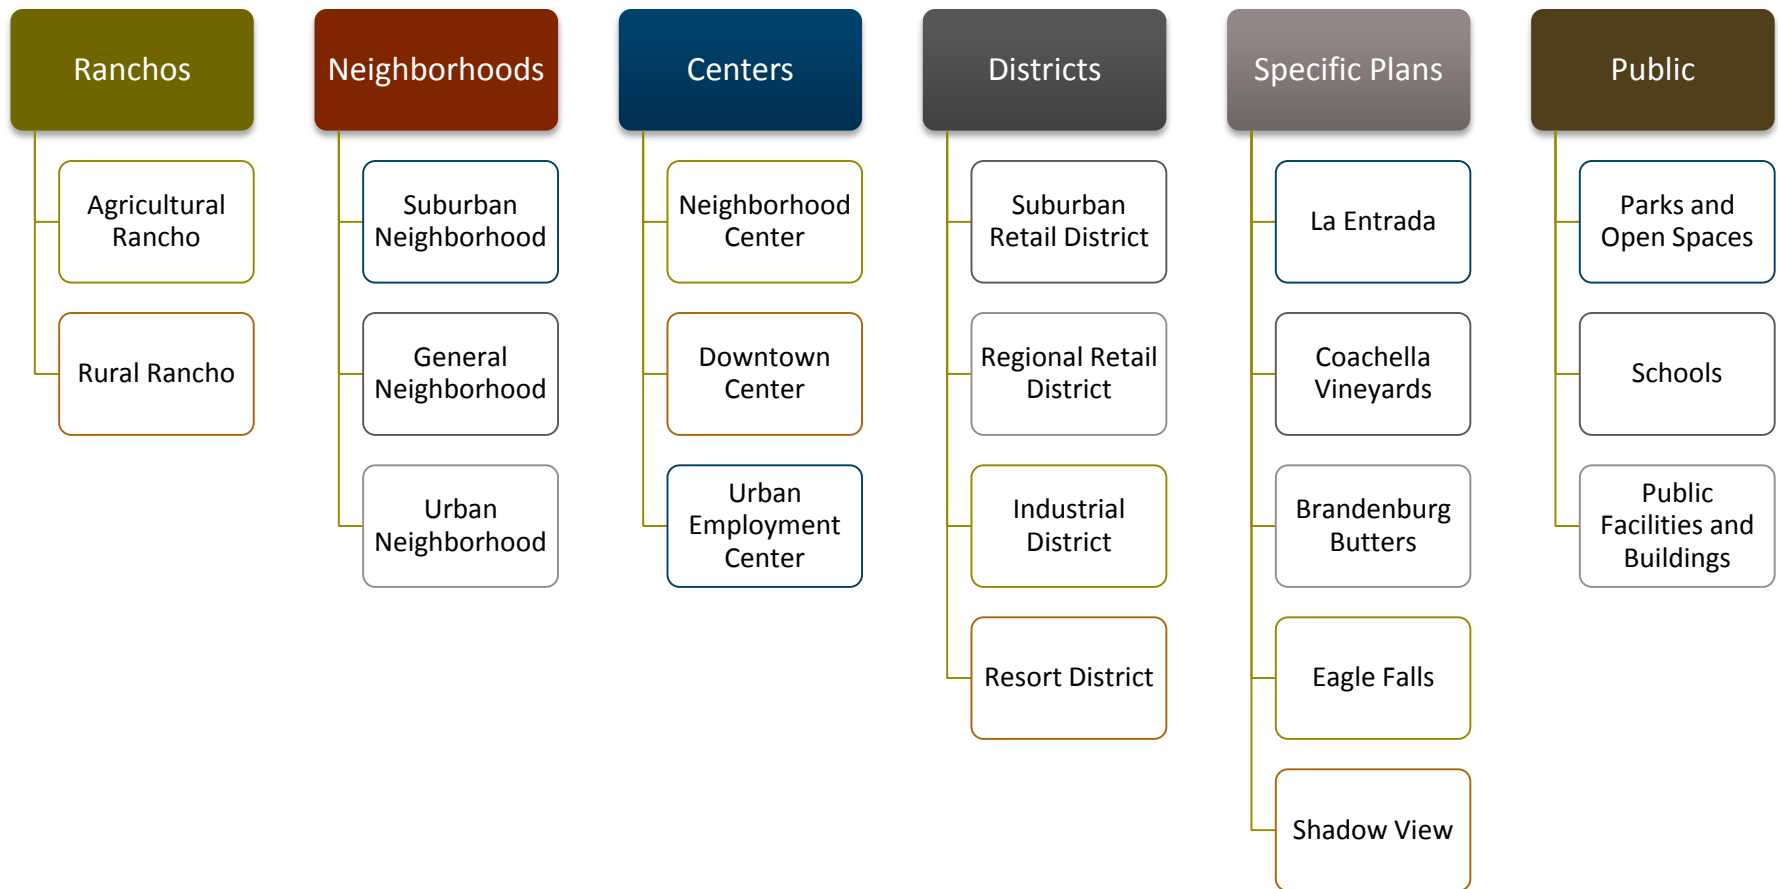 Ranchos
Agricultural
Rancho
Rural Rancho
Neighborhoods
Suburban
Neighborhood
General
Neighborhood
Urban
Neighborhood
Centers
Neighborhood
Center
Downtown
Center
Urban
Employment
Center
Districts
Suburban
Retail District
Regional Retail
District
Industrial
District
Resort District
Specific Plans
La Entrada
Coachella
Vineyards
Brandenburg
Butters
Eagle Falls
Shadow View
Public
Parks and
Open Spaces
Schools
Public
Facilities and
Buildings